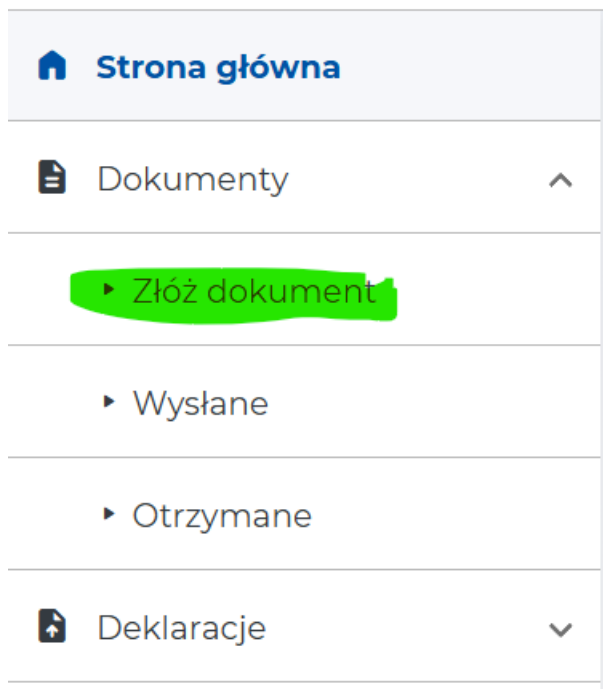 Strona główna
Dokumenty
Złóż dokument
Wysłane
Otrzymane
Deklaracje